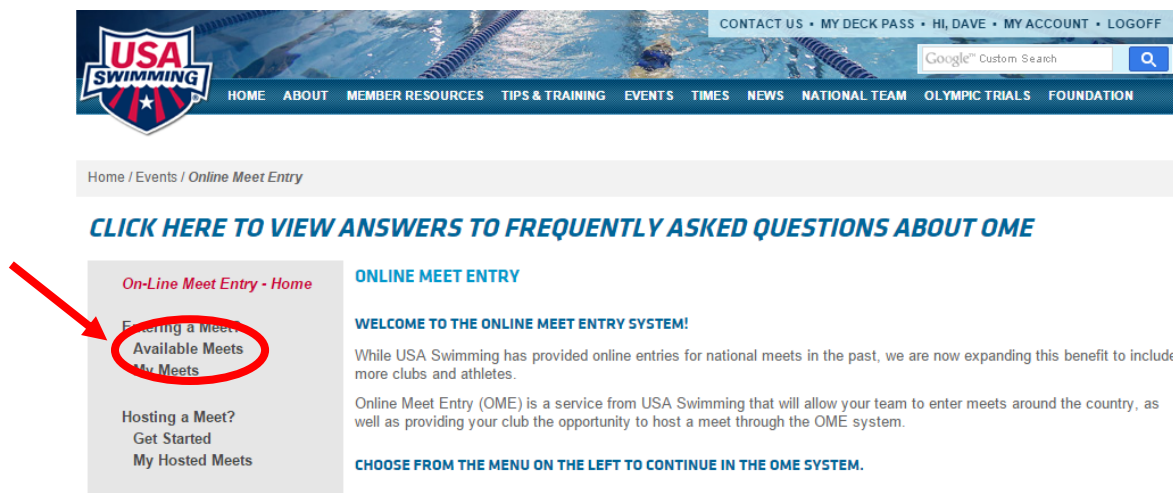 CONTACT US • MY DECK PASS • HI, DAVE • MY ACCOUNT • LOGOFF
USA
SWIMMING
Google™ Custom Search
HOME ABOUT MEMBER RESOURCES TIPS & TRAINING EVENTS TIMES NEWS NATIONAL TEAM OLYMPIC TRIALS FOUNDATION
Home / Events / Online Meet Entry
CLICK HERE TO VIEW ANSWERS TO FREQUENTLY ASKED QUESTIONS ABOUT OME
On-Line Meet Entry - Home
Entering a Meet?
Available Meets
My Meets
Hosting a Meet?
Get Started
My Hosted Meets
ONLINE MEET ENTRY
WELCOME TO THE ONLINE MEET ENTRY SYSTEM!
While USA Swimming has provided online entries for national meets in the past, we are now expanding this benefit to include
more clubs and athletes.
Online Meet Entry (OME) is a service from USA Swimming that will allow your team to enter meets around the country, as
well as providing your club the opportunity to host a meet through the OME system.
CHOOSE FROM THE MENU ON THE LEFT TO CONTINUE IN THE OME SYSTEM.